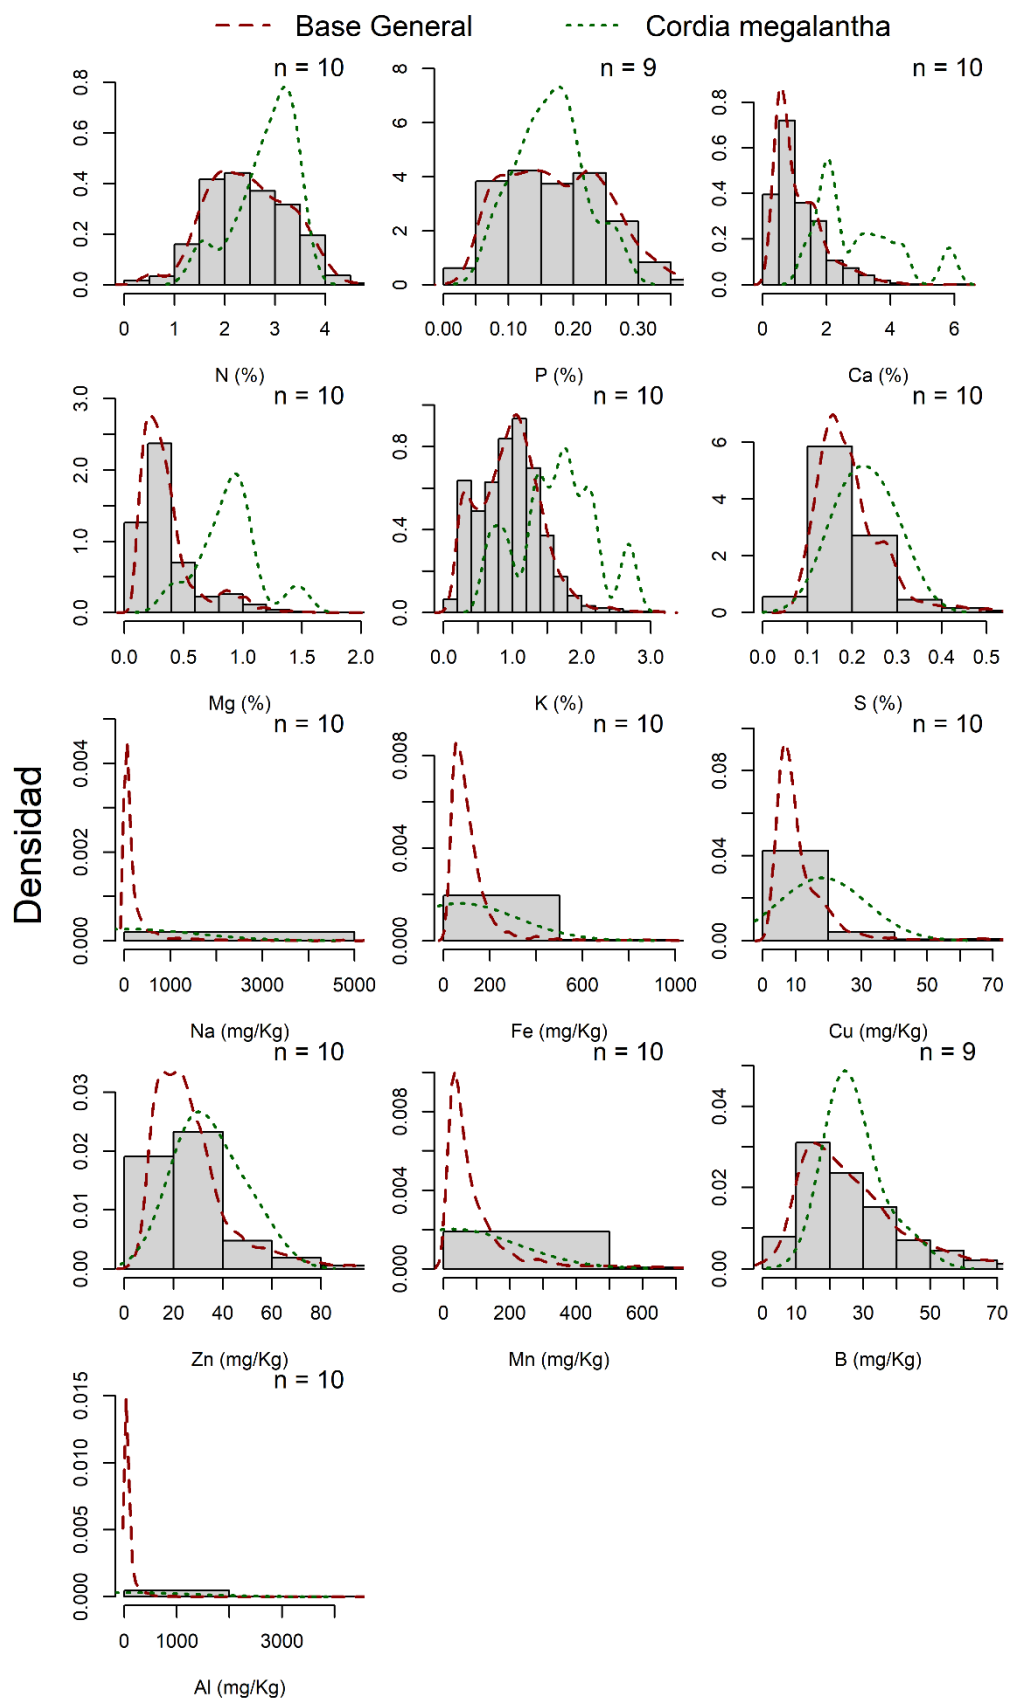 Base General Cordia megalantha
n = 10 n = 9 n = 10
0.0 0.2 0.4 0.6 0.8
0 2 4 6 8
0.0 0.2 0.4 0.6 0.8
0 1 2 3 4
0.00 0.10 0.20 0.30
0 2 4 6
N (%) P (%) Ca (%)
n = 10 n = 10 n = 10
0.0 1.0 2.0 3.0
0.0 0.4 0.8
0 2 4 6
0.0 0.5 1.0 1.5 2.0
0.0 1.0 2.0 3.0
0.0 0.1 0.2 0.3 0.4 0.5
Mg (%) K (%) S (%)
n = 10 n = 10 n = 10
Densidad
0.000 0.002 0.004
0.000 0.004 0.008
0.00 0.04 0.08
0 1000 3000 5000
0 200 600 1000
0 10 30 50 70
Na (mg/Kg) Fe (mg/Kg) Cu (mg/Kg)
n = 10 n = 10 n = 9
0.00 0.01 0.02 0.03
0.000 0.004 0.008
0.00 0.02 0.04
0 20 40 60 80
0 200 400 600
0 10 30 50 70
Zn (mg/Kg) Mn (mg/Kg) B (mg/Kg)
n = 10
0.000 0.005 0.010 0.015
0 1000 3000
Al (mg/Kg)